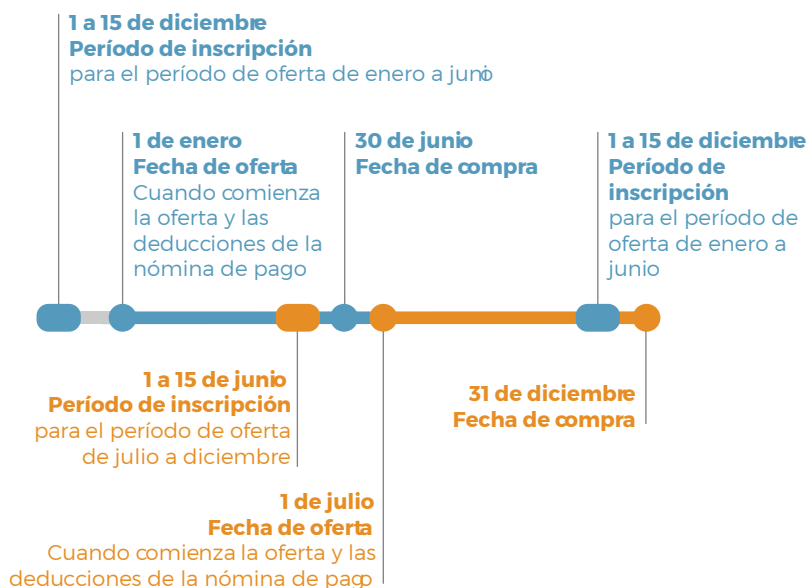 1 a 15 de diciembre
Período de inscripción
para el período de oferta de enero a junio
1 de enero
Fecha de oferta
Cuando comienza
la oferta y las
deducciones de la
nómina de pago
30 de junio
Fecha de compra
1 a 15 de diciembre
Período de
inscripción
para el período de
oferta de enero a
junio
1 a 15 de junio
Período de inscripción
para el período de oferta
de julio a diciembre
31 de diciembre
Fecha de compra
1 de julio
Fecha de oferta
Cuando comienza la oferta y las
deducciones de la nómina de pago